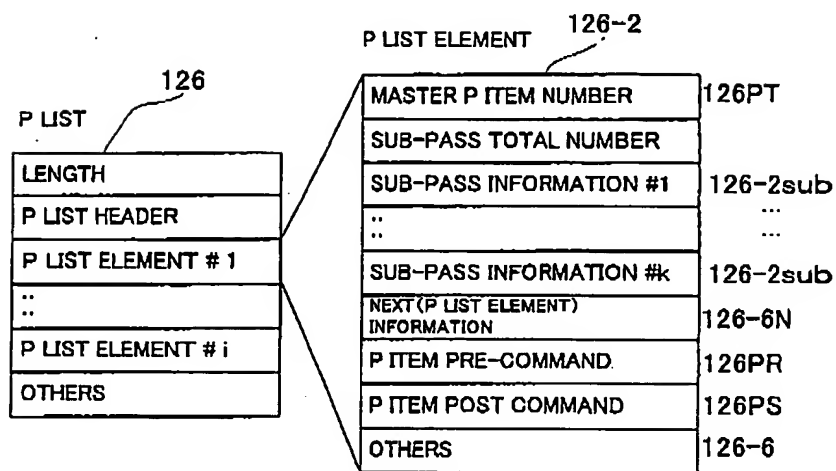 126
P LIST
LENGTH
P LIST HEADER
P LIST ELEMENT # 1
::
P LIST ELEMENT # i
OTHERS
P LIST ELEMENT
126-2
MASTER P ITEM NUMBER 126PT
SUB-PASS TOTAL NUMBER
SUB-PASS INFORMATION #1 126-2sub
:: ...
:: ...
SUB-PASS INFORMATION #k 126-2sub
NEXT(P LIST ELEMENT)
INFORMATION 126-6N
P ITEM PRE-COMMAND 126PR
P ITEM POST COMMAND 126PS
OTHERS 126-6